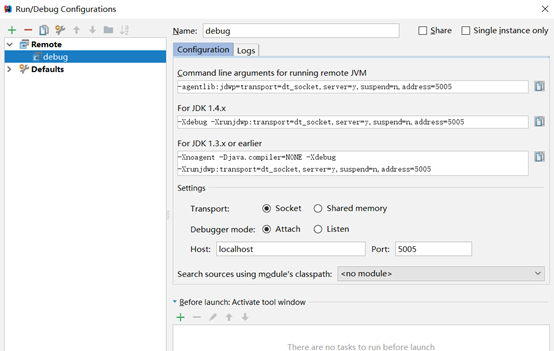 Run/Debug Configurations
Name: debug
Share
Single instance only
Remote
debug
Defaults
Configuration
Logs
Command line arguments for running remote JVM
-agentlib:jdwp=transport=dt_socket,server=y,suspend=n,address=5005
For JDK 1.4.x
-Xdebug -Xrunjdwp:transport=dt_socket,server=y,suspend=n,address=5005
For JDK 1.3.x or earlier
-Xnoagent -Djava.compiler=NONE -Xdebug
-Xrunjdwp:transport=dt_socket,server=y,suspend=n,address=5005
Settings
Transport: Socket Shared memory
Debugger mode: Attach Listen
Host: localhost Port: 5005
Search sources using module's classpath: <no module>
Before launch: Activate tool window
There are no tasks to run before launch